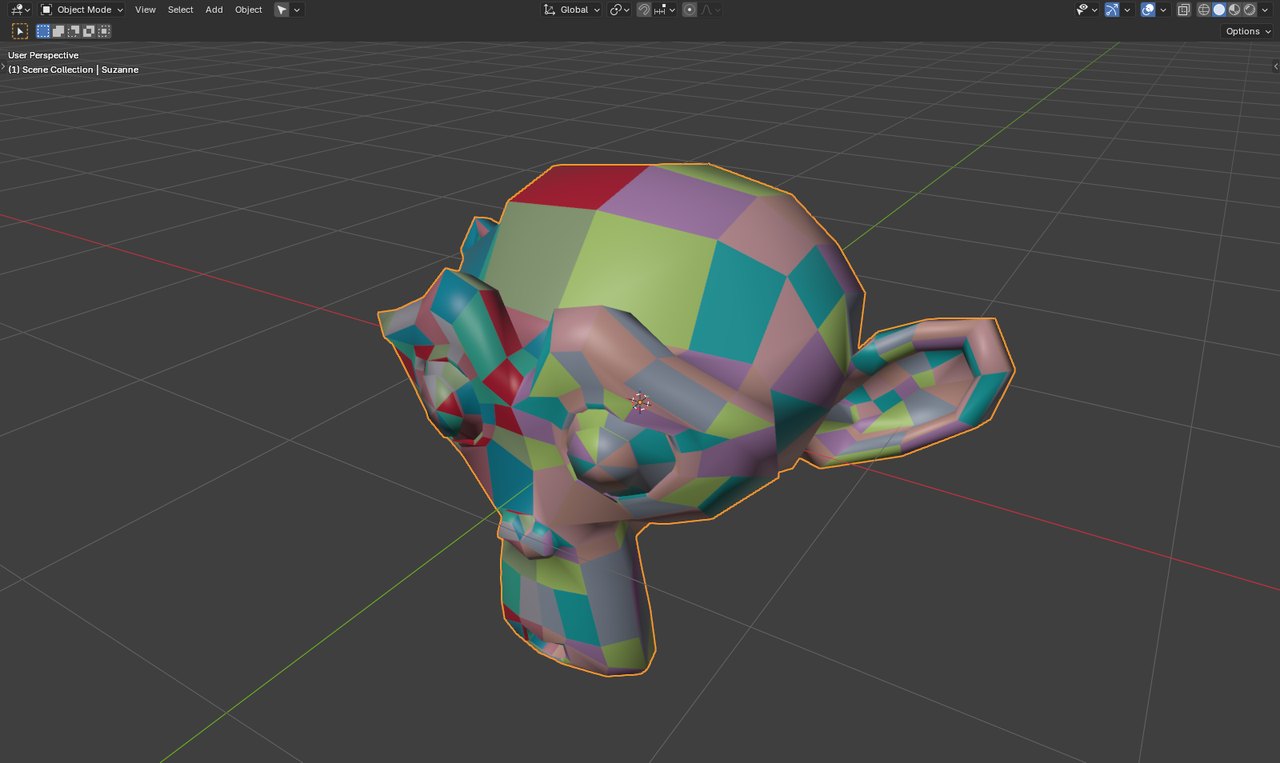 Object Mode View Select Add Object Global
Options
User Perspective
(1) Scene Collection | Suzanne